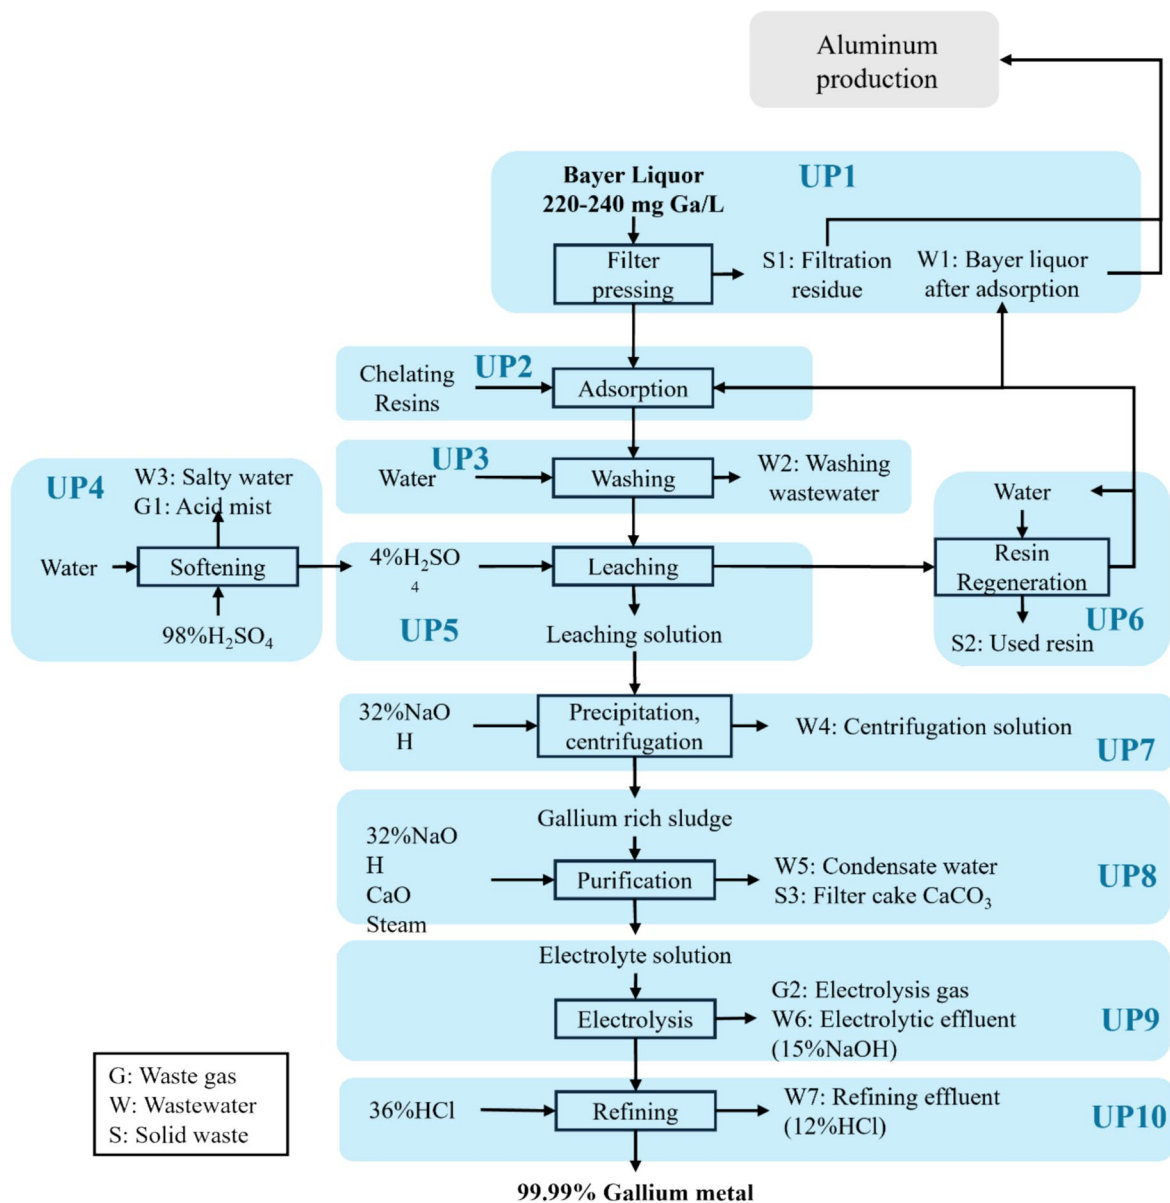 Aluminum
production
UP1
Bayer Liquor
220-240 mg Ga/L
Filter
pressing
S1: Filtration
residue
W1: Bayer liquor
after adsorption
UP2
Chelating
Resins
Adsorption
UP3
Water
Washing
W2: Washing
wastewater
UP4
W3: Salty water
G1: Acid mist
Water
Softening
98%H₂SO₄
4%H₂SO
4
Leaching
UP5
Leaching solution
Water
Resin
Regeneration
UP6
S2: Used resin
32%NaO
H
Precipitation,
centrifugation
W4: Centrifugation solution
UP7
Gallium rich sludge
32%NaO
H
CaO
Steam
Purification
W5: Condensate water
S3: Filter cake CaCO₃
UP8
Electrolyte solution
Electrolysis
G2: Electrolysis gas
W6: Electrolytic effluent
(15%NaOH)
UP9
36%HCl
Refining
W7: Refining effluent
(12%HCl)
UP10
99.99% Gallium metal
G: Waste gas
W: Wastewater
S: Solid waste